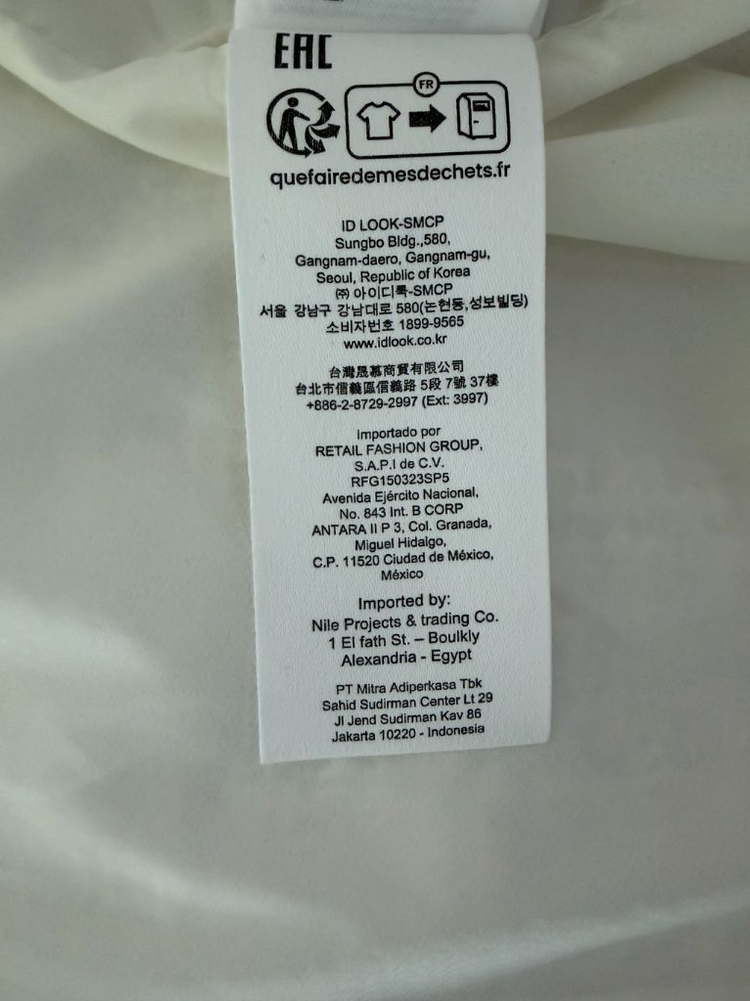 EAC
FR
quefairedemesdechets.fr
ID LOOK-SMCP
Sungbo Bldg.,580,
Gangnam-daero, Gangnam-gu,
Seoul, Republic of Korea
㈜ 아이디룩-SMCP
서울 강남구 강남대로 580(논현동,성보빌딩)
소비자번호 1899-9565
www.idlook.co.kr
台灣晟慕商貿有限公司
台北市信義區信義路 5段 7號 37樓
+886-2-8729-2997 (Ext: 3997)
Importado por
RETAIL FASHION GROUP,
S.A.P.I de C.V.
RFG150323SP5
Avenida Ejército Nacional,
No. 843 Int. B CORP
ANTARA II P 3, Col. Granada,
Miguel Hidalgo,
C.P. 11520 Ciudad de México,
México
Imported by:
Nile Projects & trading Co.
1 El fath St. – Boulkly
Alexandria - Egypt
PT Mitra Adiperkasa Tbk
Sahid Sudirman Center Lt 29
Jl Jend Sudirman Kav 86
Jakarta 10220 - Indonesia